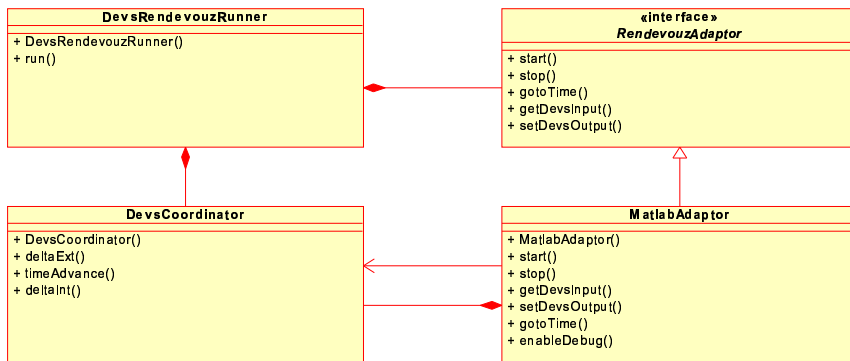 DevsRendevouzRunner
+ DevsRendevouzRunner()
+ run()
«interface»
RendevouzAdaptor
+ start()
+ stop()
+ gotoTime()
+ getDevsInput()
+ setDevsOutput()
DevsCoordinator
+ DevsCoordinator()
+ deltaExt()
+ timeAdvance()
+ deltaInt()
MatlabAdaptor
+ MatlabAdaptor()
+ start()
+ stop()
+ getDevsInput()
+ setDevsOutput()
+ gotoTime()
+ enableDebug()